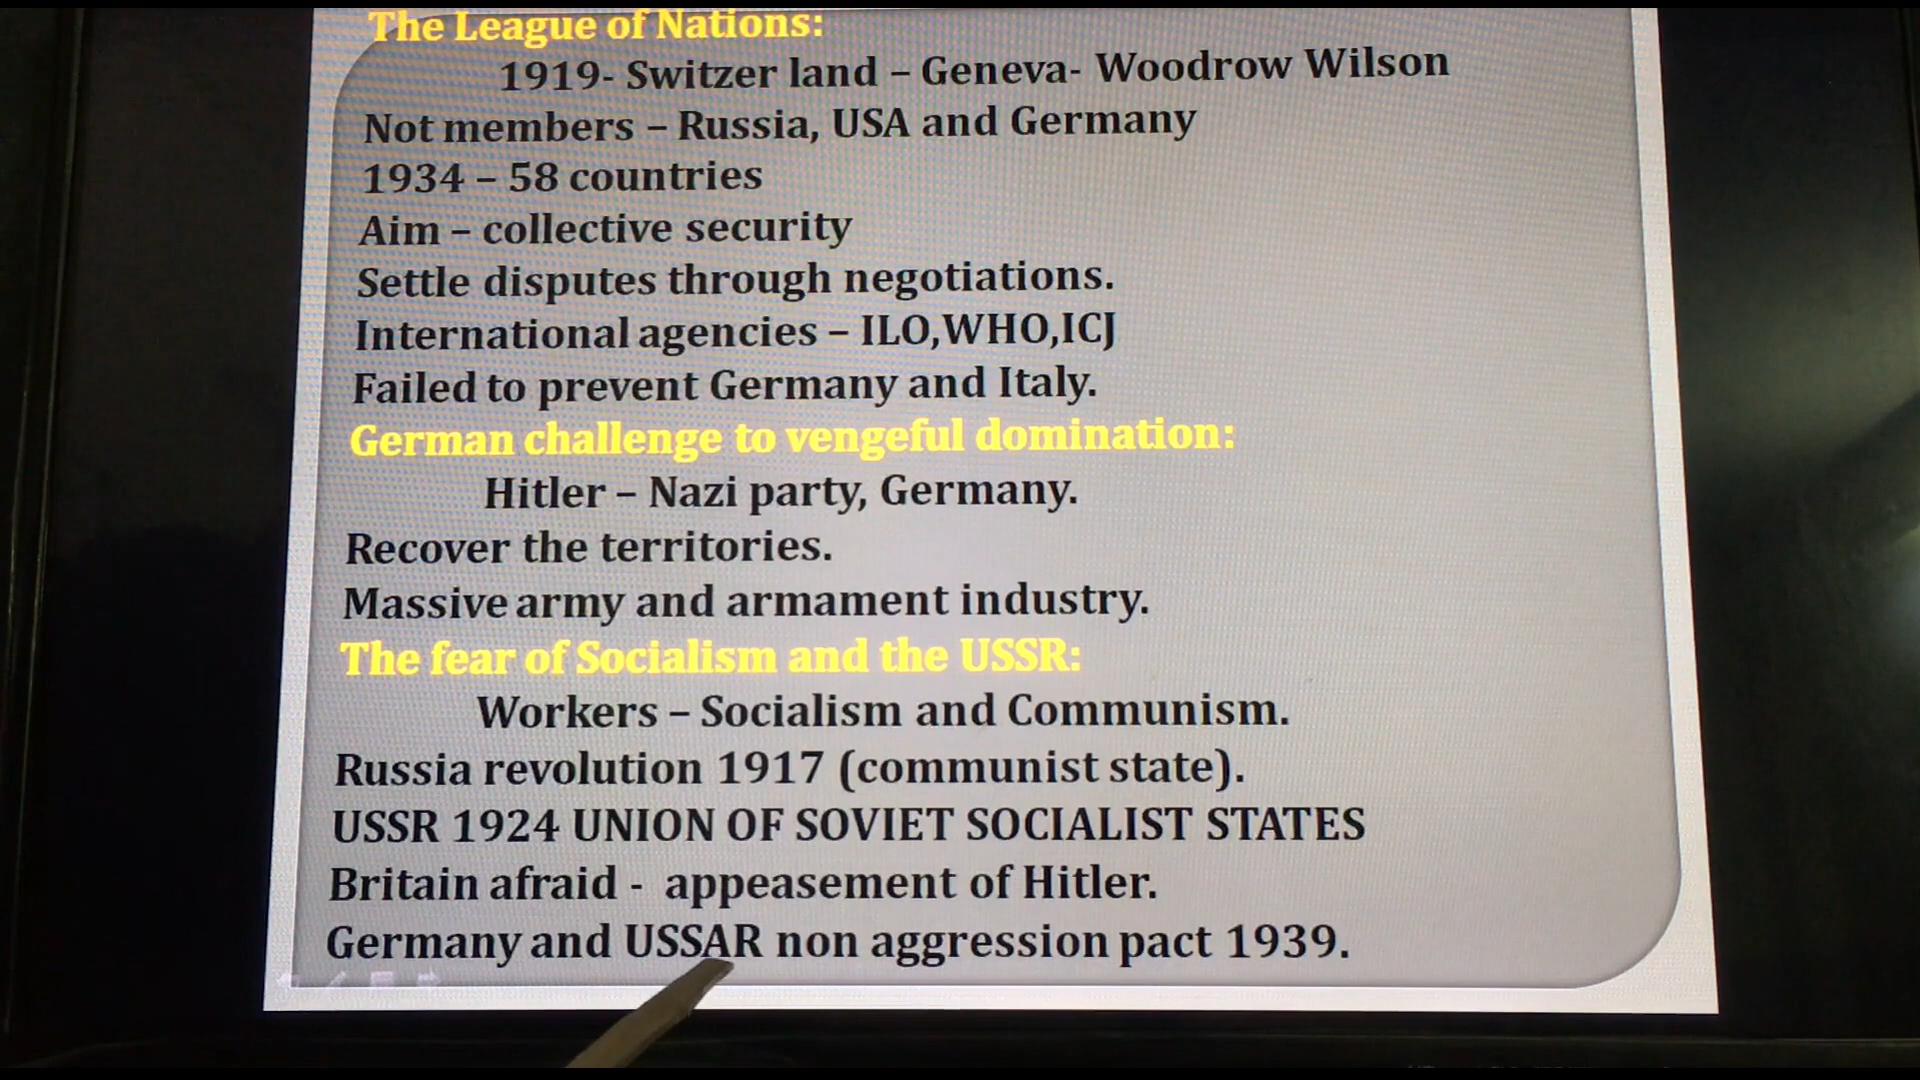 The League of Nations:
1919- Switzer land – Geneva- Woodrow Wilson
Not members – Russia, USA and Germany
1934 – 58 countries
Aim – collective security
Settle disputes through negotiations.
International agencies – ILO,WHO,ICJ
Failed to prevent Germany and Italy.
German challenge to vengeful domination:
Hitler – Nazi party, Germany.
Recover the territories.
Massive army and armament industry.
The fear of Socialism and the USSR:
Workers – Socialism and Communism.
Russia revolution 1917 (communist state).
USSR 1924 UNION OF SOVIET SOCIALIST STATES
Britain afraid - appeasement of Hitler.
Germany and USSAR non aggression pact 1939.